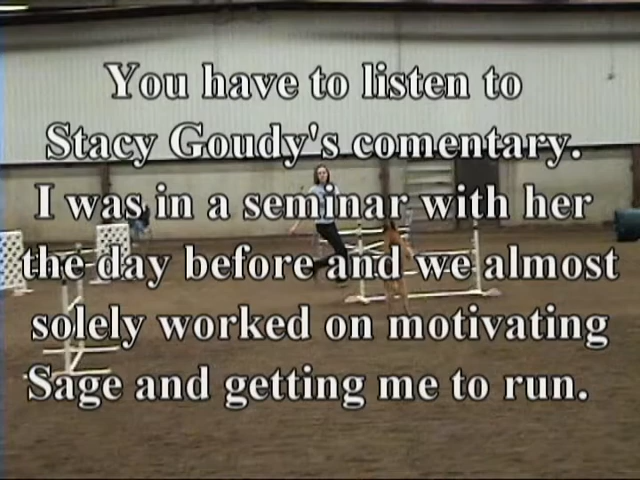 You have to listen to
Stacy Goudy's comentary.
I was in a seminar with her
the day before and we almost
solely worked on motivating
Sage and getting me to run.